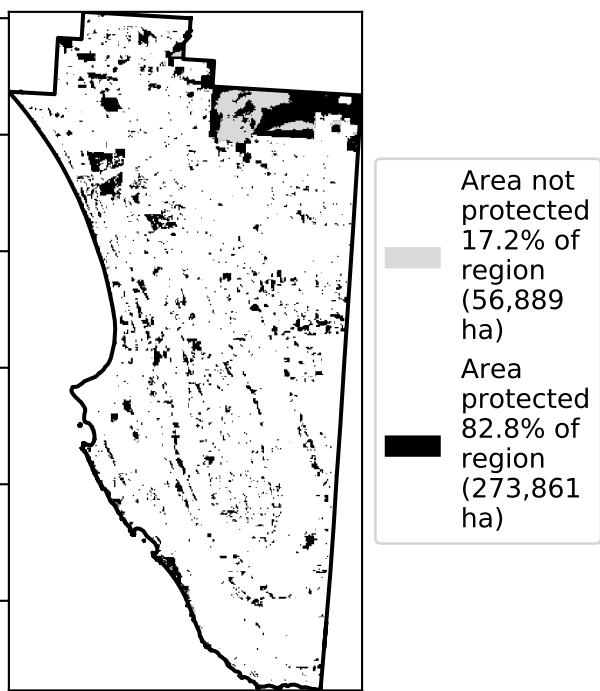 Area not
protected
17.2% of
region
(56,889
ha)
Area
protected
82.8% of
region
(273,861
ha)